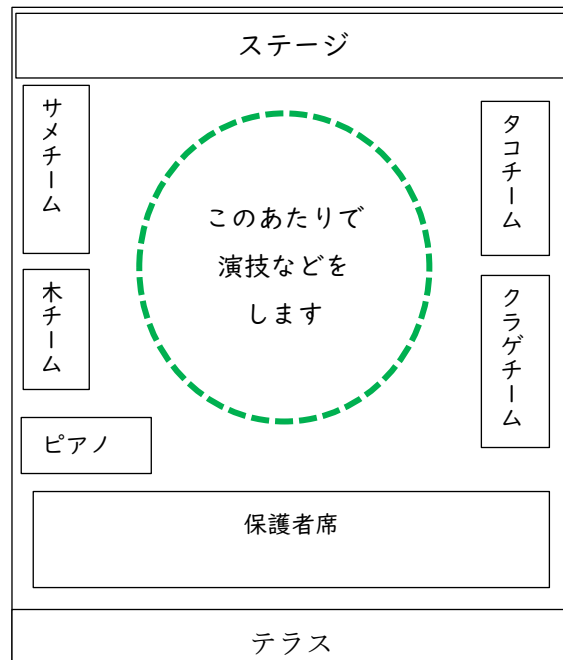 ステージ
サメチーム
タコチーム
このあたりで
演技などを
します
木チーム
クラゲチーム
ピアノ
保護者席
テラス